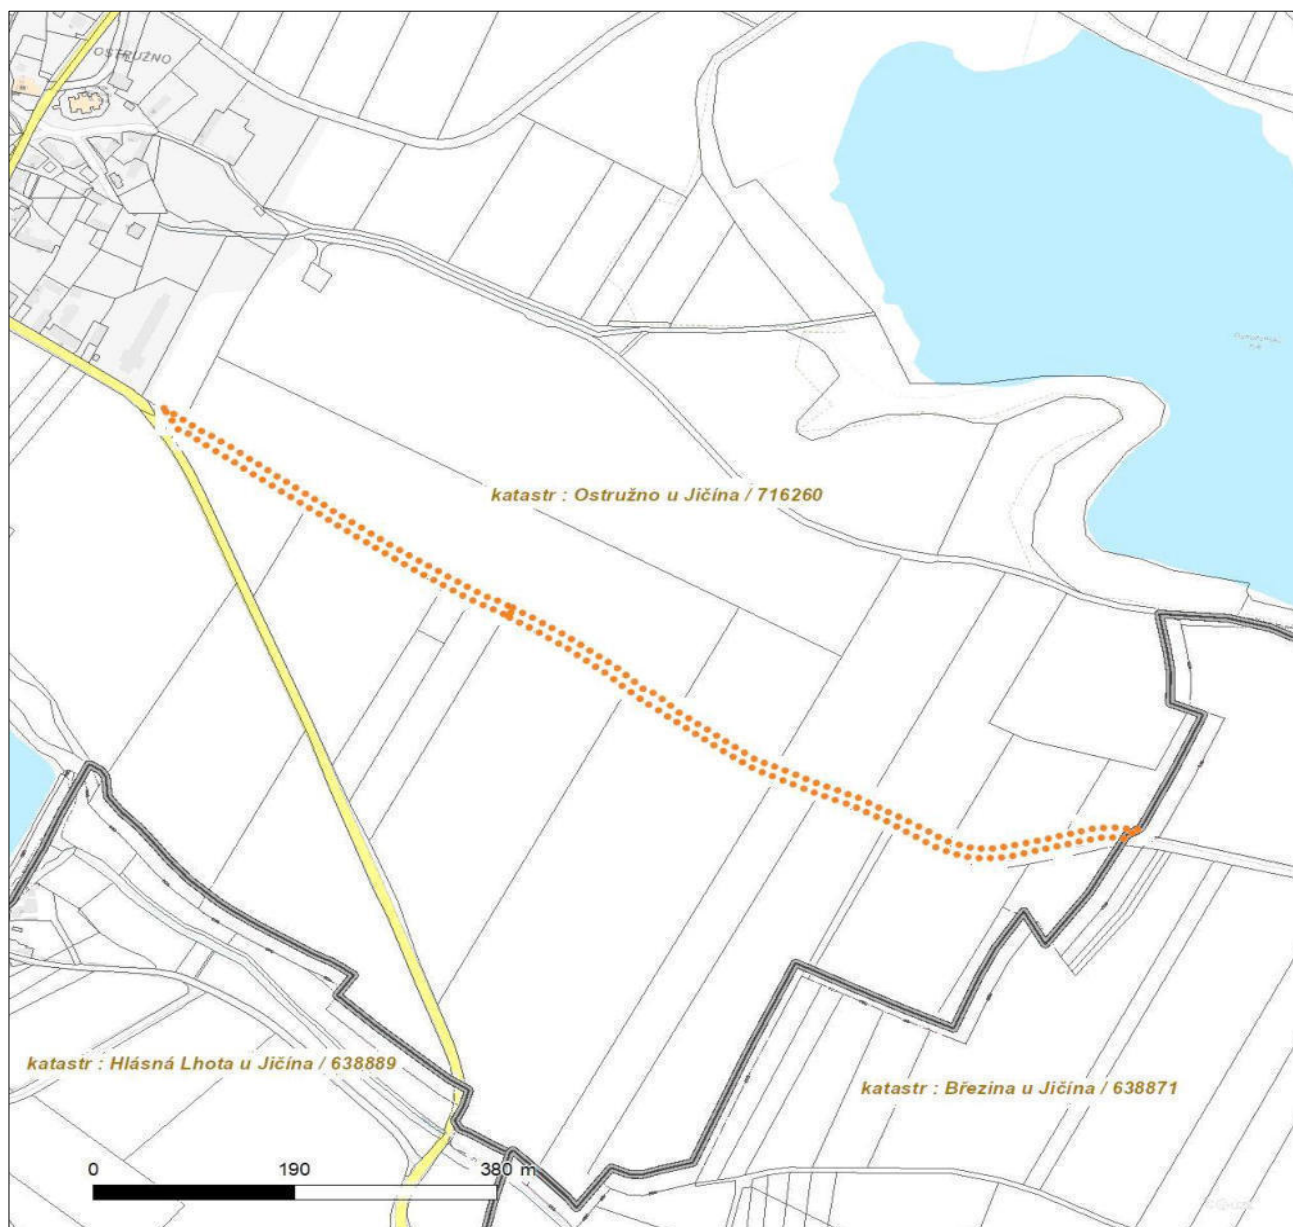 OSTRUŽNO
katastr : Ostružno u Jičína / 716260
katastr : Hlásná Lhota u Jičína / 638889
katastr : Březina u Jičína / 638871
0 190 380 m